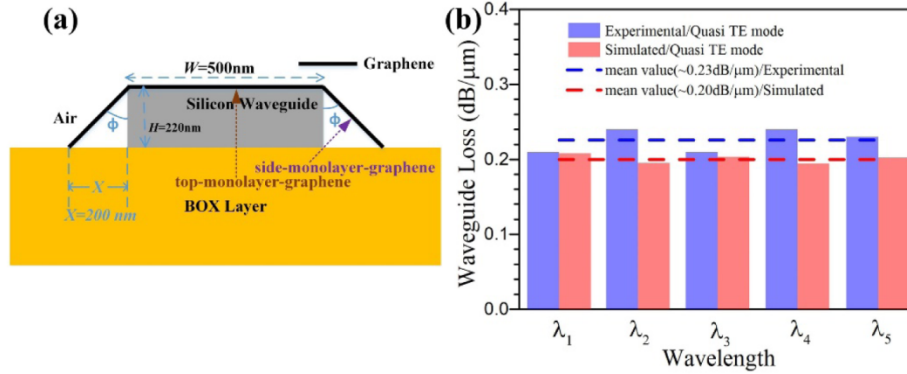 (a)
W=500nm
Graphene
Air
Silicon Waveguide
ϕ
H=220nm
ϕ
side-monolayer-graphene
top-monolayer-graphene
X
X=200 nm
BOX Layer
(b)
Waveguide Loss (dB/μm)
0.4
0.3
0.2
0.1
0.0
Experimental/Quasi TE mode
Simulated/Quasi TE mode
mean value(~0.23dB/μm)/Experimental
mean value(~0.20dB/μm)/Simulated
λ1 λ2 λ3 λ4 λ5
Wavelength